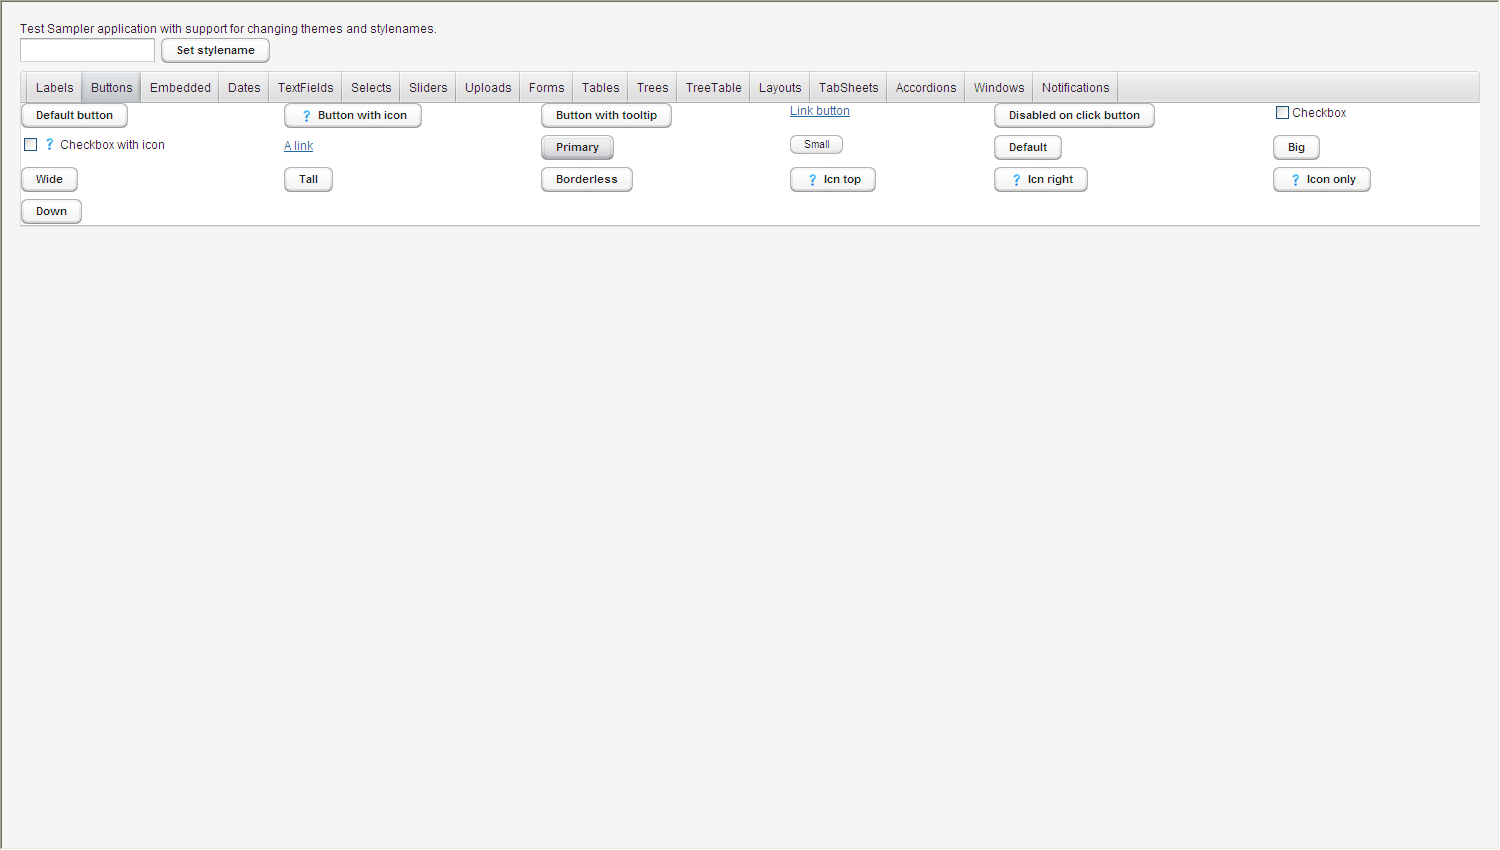 Test Sampler application with support for changing themes and stylenames.
Set stylename
Labels Buttons Embedded Dates TextFields Selects Sliders Uploads Forms Tables Trees TreeTable Layouts TabSheets Accordions Windows Notifications
Default button ? Button with icon Button with tooltip Link button Disabled on click button Checkbox
? Checkbox with icon A link Primary Small Default Big
Wide Tall Borderless ? Icn top ? Icn right ? Icon only
Down